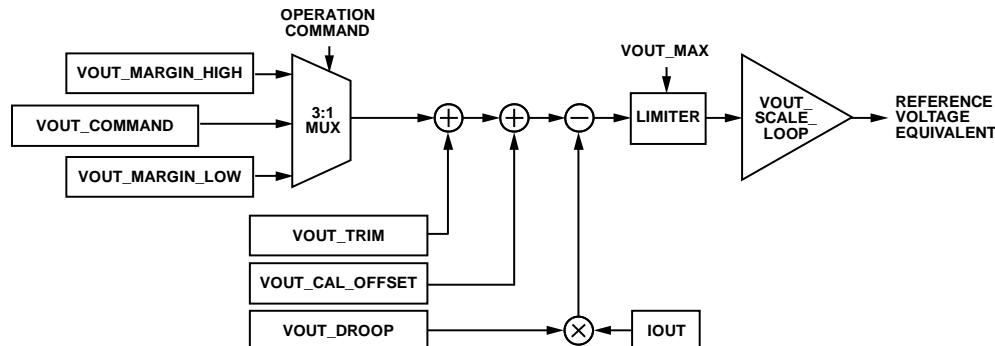 OPERATION
COMMAND
VOUT_MARGIN_HIGH
VOUT_COMMAND
VOUT_MARGIN_LOW
3:1
MUX
+
+
−
VOUT_MAX
LIMITER
VOUT_
SCALE_
LOOP
REFERENCE
VOLTAGE
EQUIVALENT
VOUT_TRIM
VOUT_CAL_OFFSET
VOUT_DROOP
×
IOUT